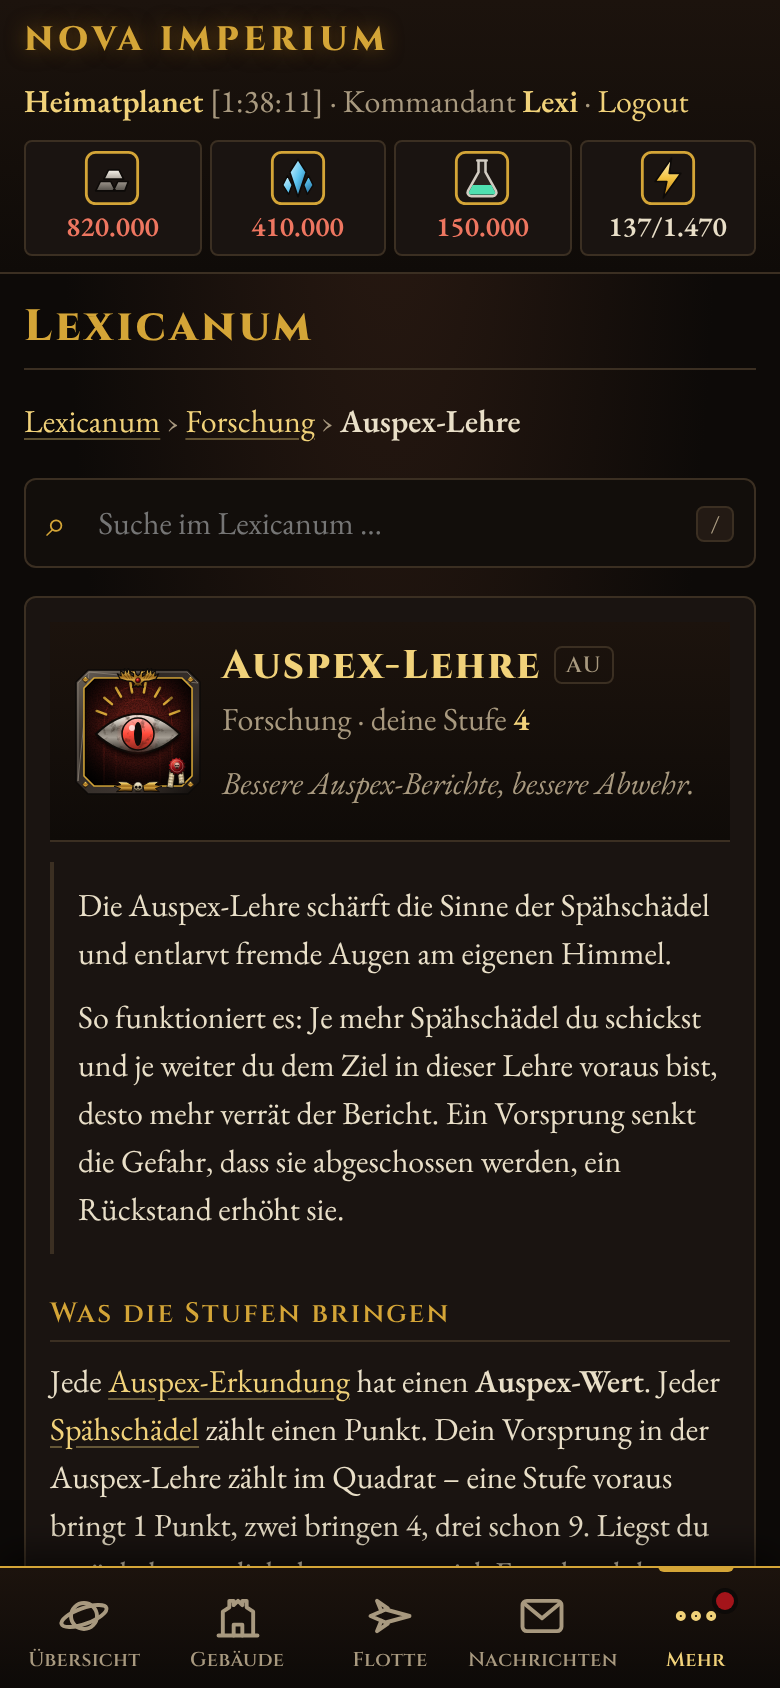 NOVA IMPERIUM
Heimatplanet [1:38:11] · Kommandant Lexi · Logout
820.000 410.000 150.000 137/1.470
Lexicanum
Lexicanum › Forschung › Auspex-Lehre
Suche im Lexicanum ... /
Auspex-Lehre AU
Forschung · deine Stufe 4
Bessere Auspex-Berichte, bessere Abwehr.
Die Auspex-Lehre schärft die Sinne der Spähschädel
und entlarvt fremde Augen am eigenen Himmel.
So funktioniert es: Je mehr Spähschädel du schickst
und je weiter du dem Ziel in dieser Lehre voraus bist,
desto mehr verrät der Bericht. Ein Vorsprung senkt
die Gefahr, dass sie abgeschossen werden, ein
Rückstand erhöht sie.
Was die Stufen bringen
Jede Auspex-Erkundung hat einen Auspex-Wert. Jeder
Spähschädel zählt einen Punkt. Dein Vorsprung in der
Auspex-Lehre zählt im Quadrat – eine Stufe voraus
bringt 1 Punkt, zwei bringen 4, drei schon 9. Liegst du
Übersicht Gebäude Flotte Nachrichten Mehr